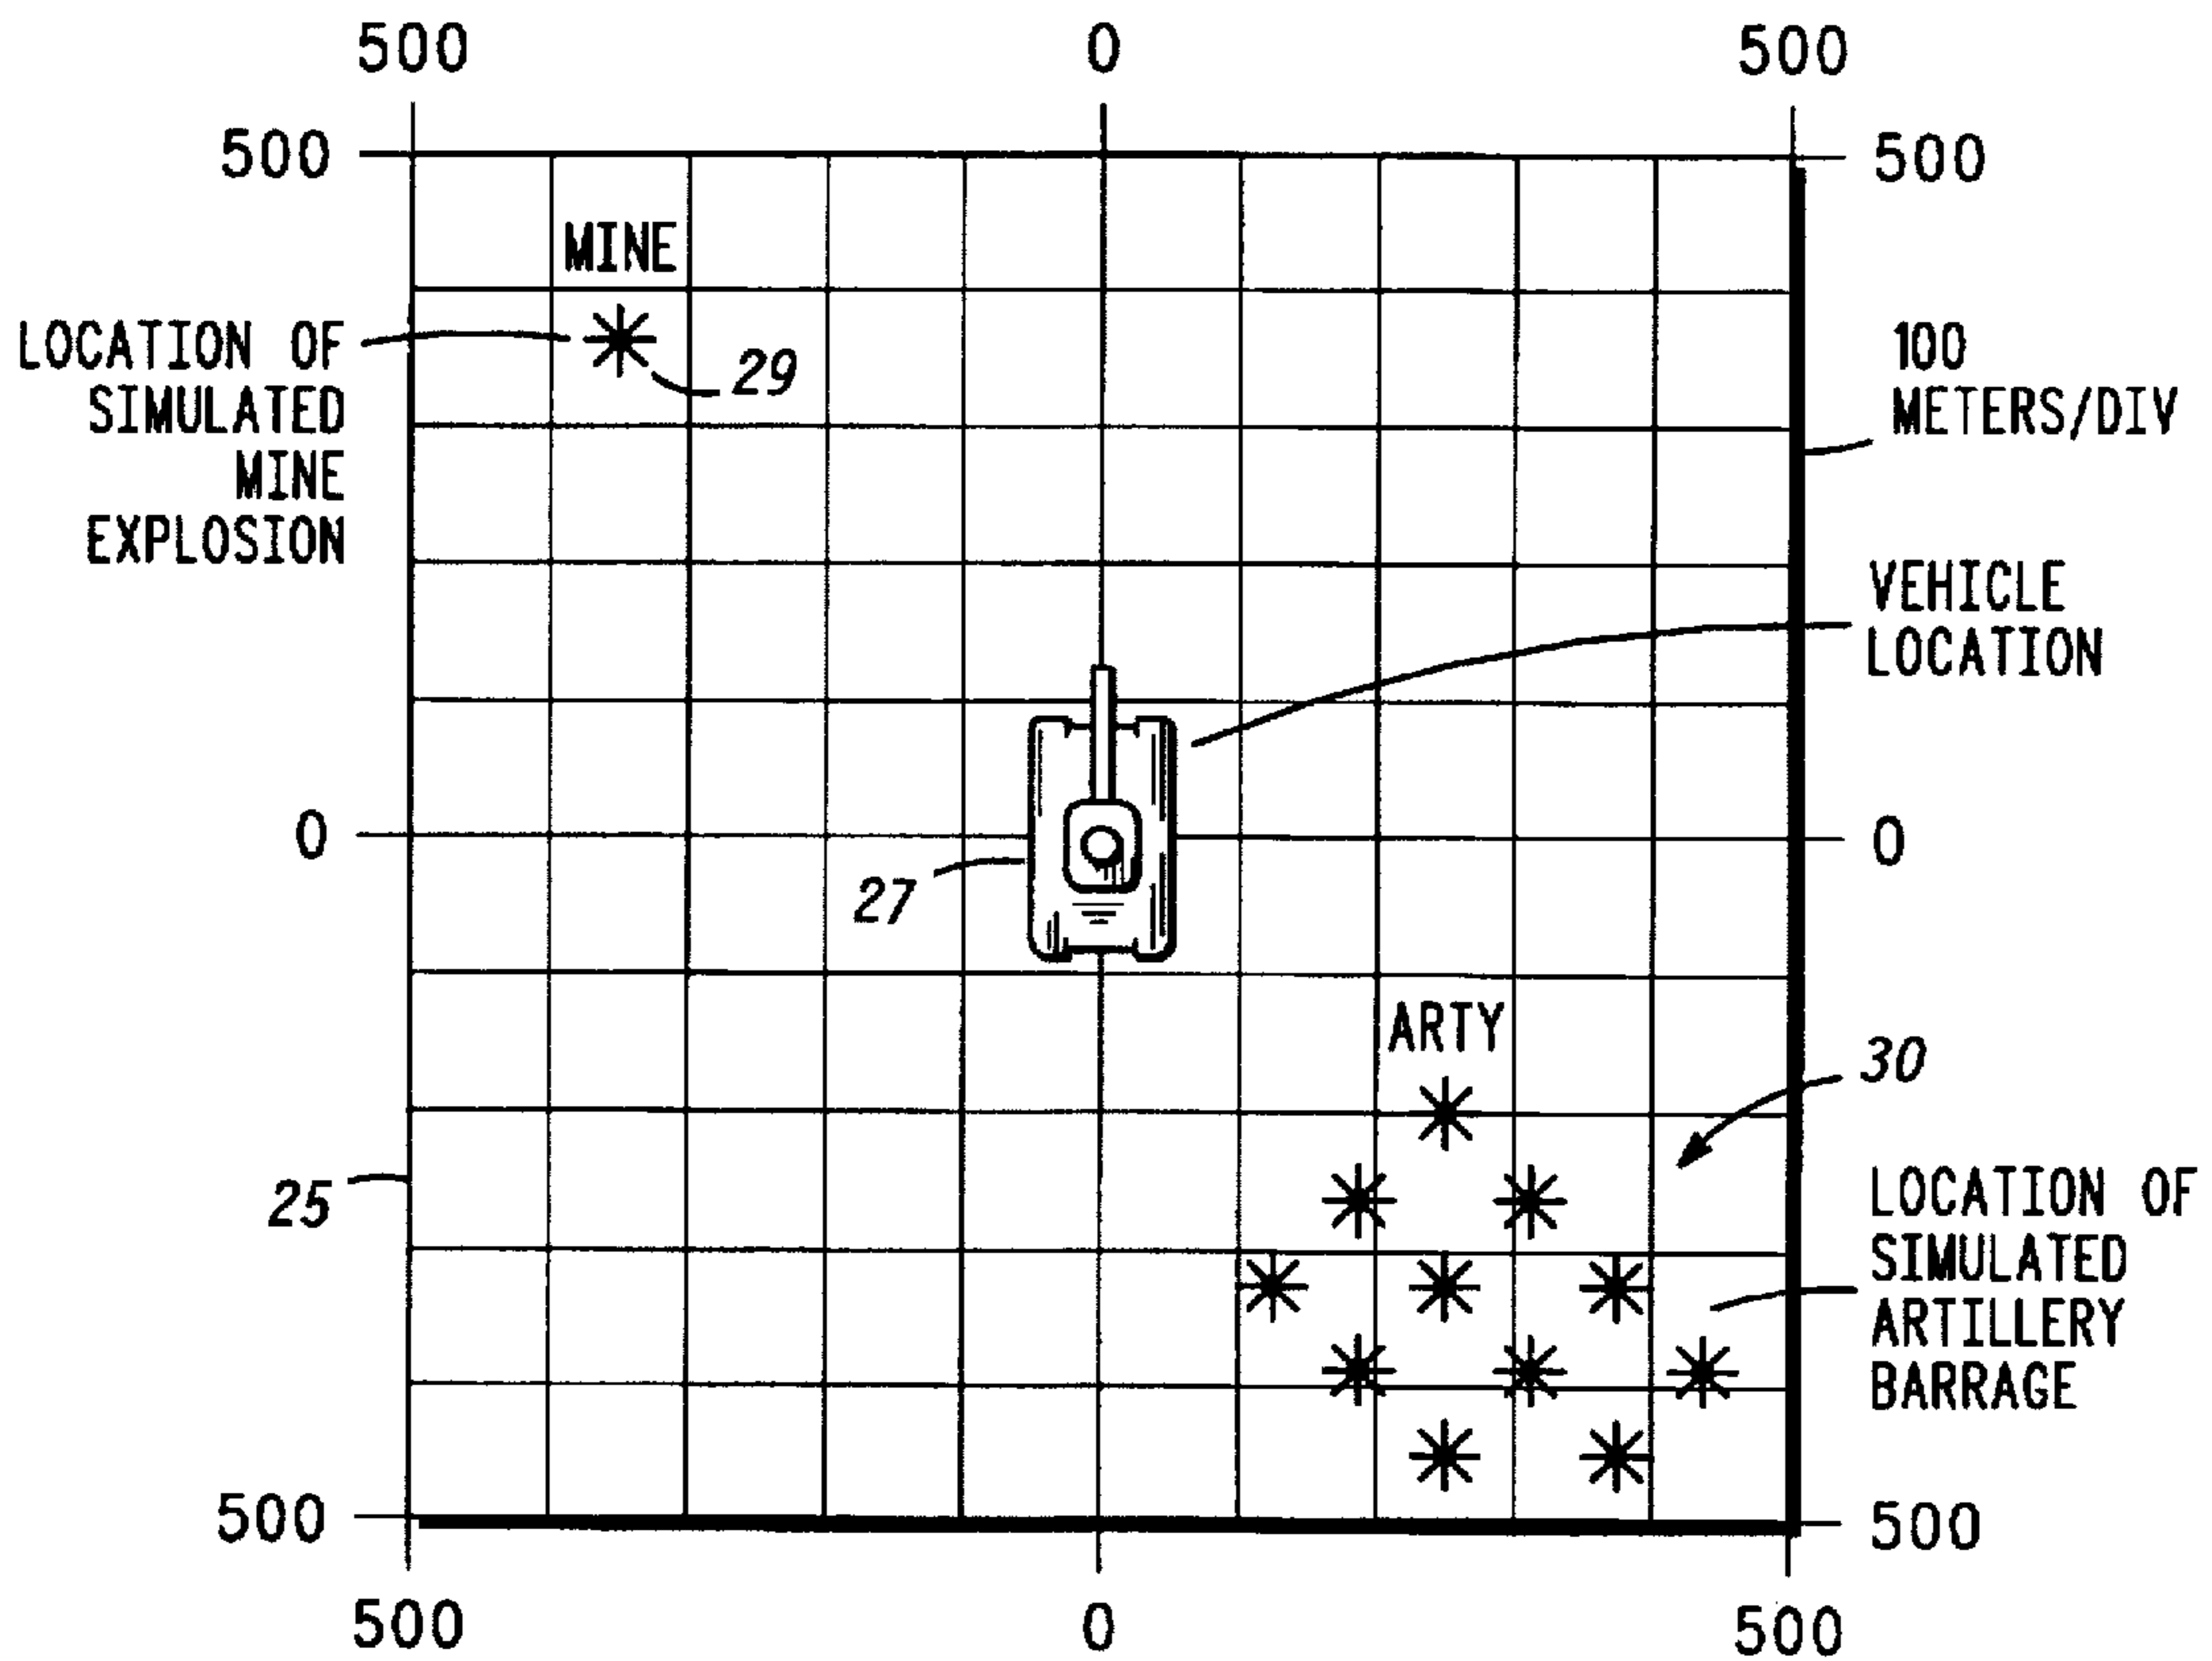 500 0 500
500 500
MINE
LOCATION OF
SIMULATED
MINE
EXPLOSION
29
100
METERS/DIV
VEHICLE
LOCATION
0 0
27
ARTY
30
25
LOCATION OF
SIMULATED
ARTILLERY
BARRAGE
500 500
500 0 500